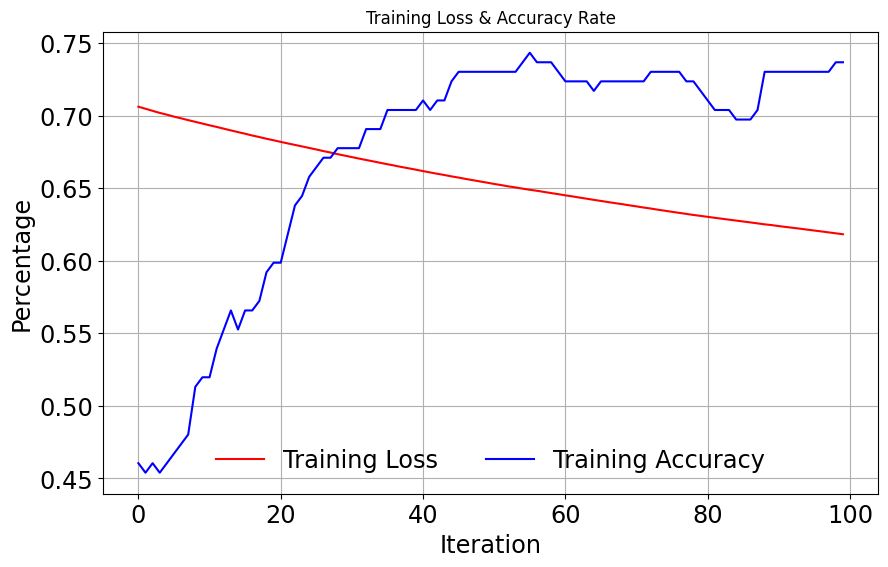 Training Loss & Accuracy Rate
0.75
0.70
0.65
0.60
0.55
0.50
0.45
Percentage
Training Loss
Training Accuracy
0 20 40 60 80 100
Iteration